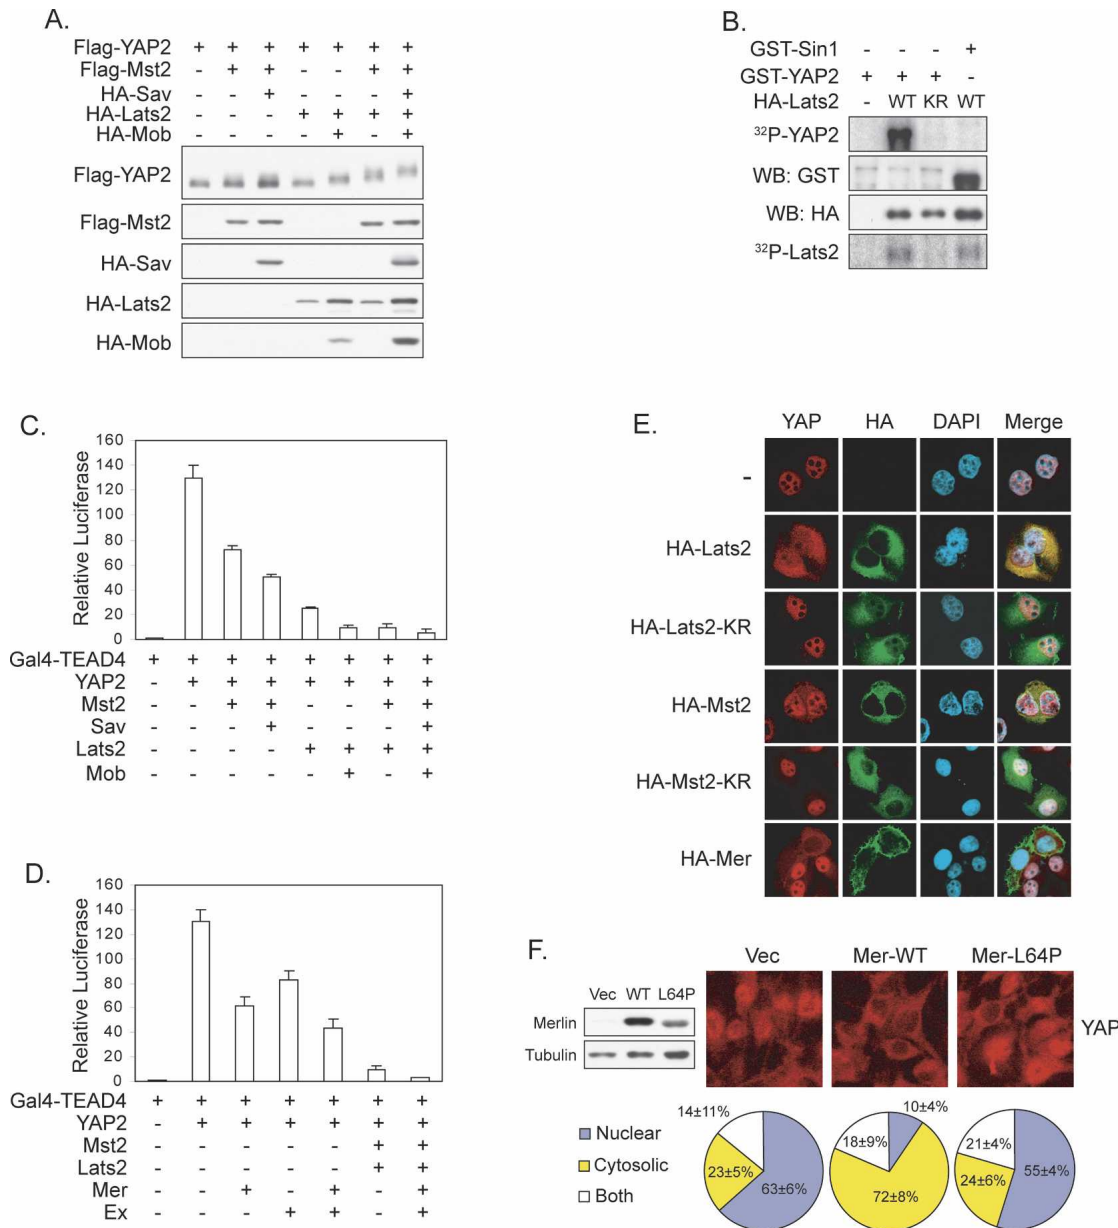 A.
Flag-YAP2 + + + + + + +
Flag-Mst2 - + + - - + +
HA-Sav - - + - - - +
HA-Lats2 - - - + + + +
HA-Mob - - - - + - +
Flag-YAP2
Flag-Mst2
HA-Sav
HA-Lats2
HA-Mob
B.
GST-Sin1 - - - +
GST-YAP2 + + + -
HA-Lats2 - WT KR WT
32P-YAP2
WB: GST
WB: HA
32P-Lats2
C.
Relative Luciferase
160
140
120
100
80
60
40
20
0
Gal4-TEAD4 + + + + + + + +
YAP2 - + + + + + + +
Mst2 - - + + - - + +
Sav - - - + - - - +
Lats2 - - - - + + + +
Mob - - - - - + - +
D.
Relative Luciferase
160
140
120
100
80
60
40
20
0
Gal4-TEAD4 + + + + + + +
YAP2 - + + + + + +
Mst2 - - - - - + +
Lats2 - - - - - + +
Mer - - + - + - +
Ex - - - + + - +
E.
YAP HA DAPI Merge
-
HA-Lats2
HA-Lats2-KR
HA-Mst2
HA-Mst2-KR
HA-Mer
F.
Vec WT L64P
Merlin
Tubulin
Vec Mer-WT Mer-L64P
YAP
Nuclear
Cytosolic
Both
14±11%
23±5%
63±6%
10±4%
18±9%
72±8%
21±4%
24±6%
55±4%